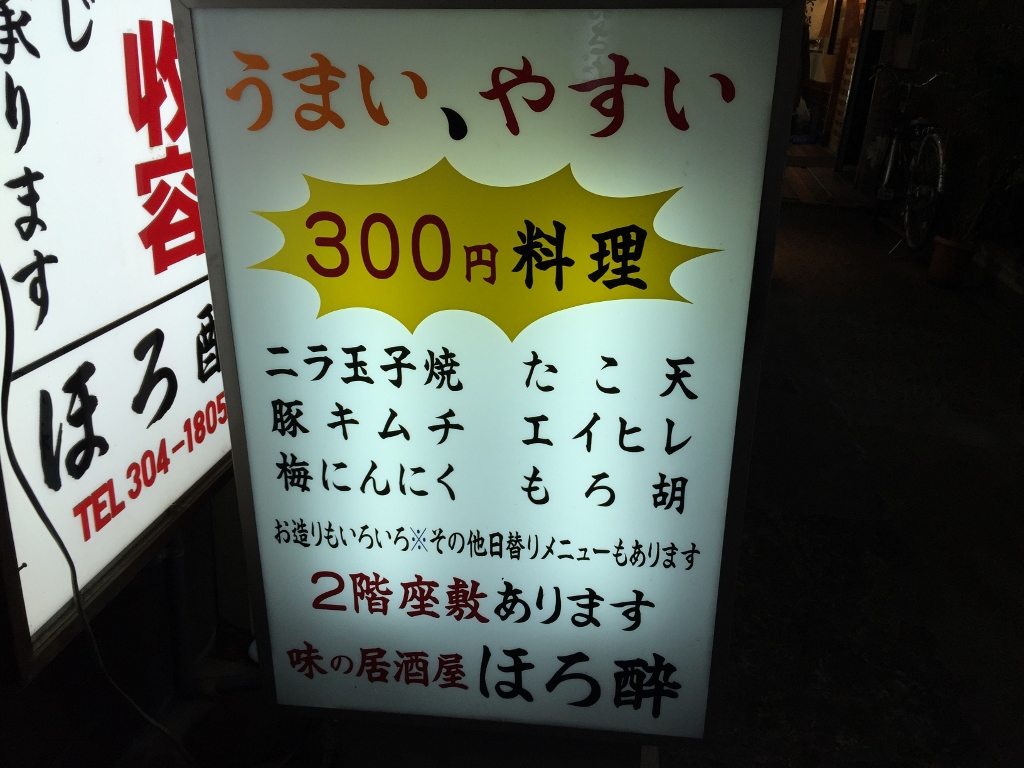 うまい、やすい
300円料理
ニラ玉子焼 たこ天
豚キムチ エイヒレ
梅にんにく もろ胡
お造りもいろいろ※その他日替りメニューもあります
2階座敷あります
味の居酒屋 ほろ酔
じ
承ります
収容
ほろ酔
TEL 304-1805